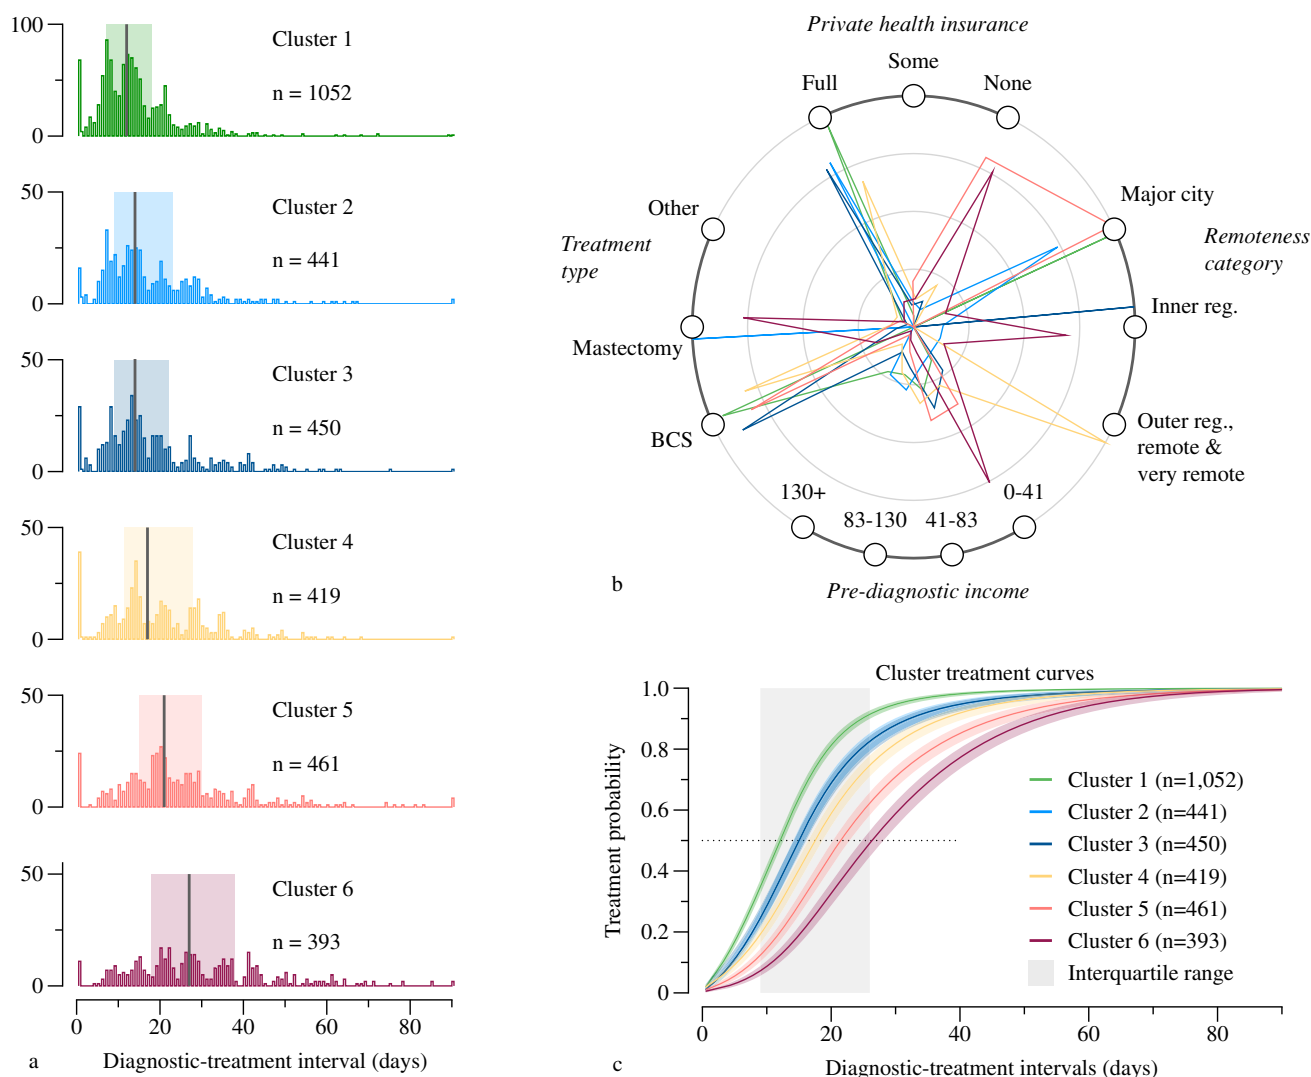 100
50
0
Cluster 1
n = 1052
50
0
Cluster 2
n = 441
50
0
Cluster 3
n = 450
50
0
Cluster 4
n = 419
50
0
Cluster 5
n = 461
50
0
Cluster 6
n = 393
0 20 40 60 80
a Diagnostic-treatment interval (days)
Private health insurance
Some
Full None
Major city
Other
Remoteness
category
Treatment
type
Inner reg.
Mastectomy
Outer reg.,
remote &
very remote
BCS
130+ 0-41
83-130 41-83
b
Pre-diagnostic income
Cluster treatment curves
1.0
0.8
0.6
0.4
0.2
0
Treatment probability
Cluster 1 (n=1,052)
Cluster 2 (n=441)
Cluster 3 (n=450)
Cluster 4 (n=419)
Cluster 5 (n=461)
Cluster 6 (n=393)
Interquartile range
0 20 40 60 80
c Diagnostic-treatment intervals (days)